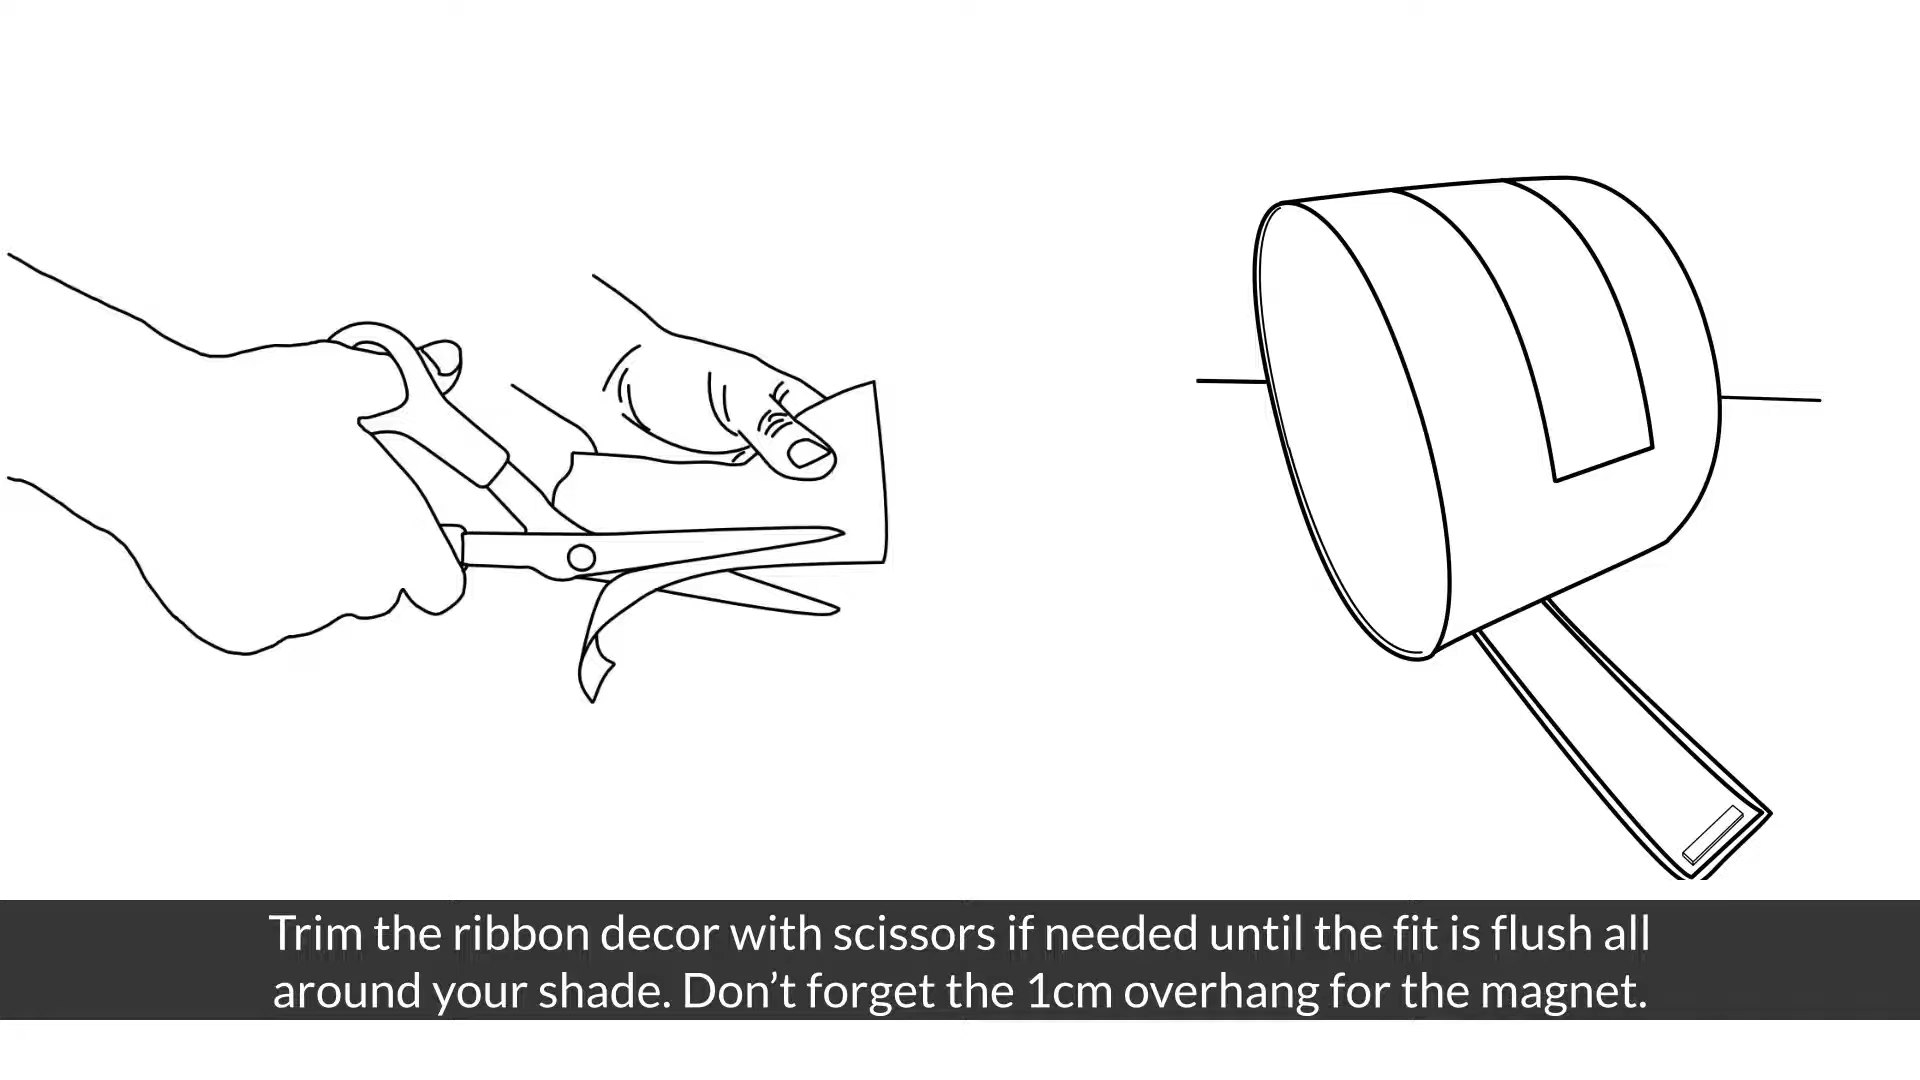 Trim the ribbon decor with scissors if needed until the fit is flush all
around your shade. Don’t forget the 1cm overhang for the magnet.